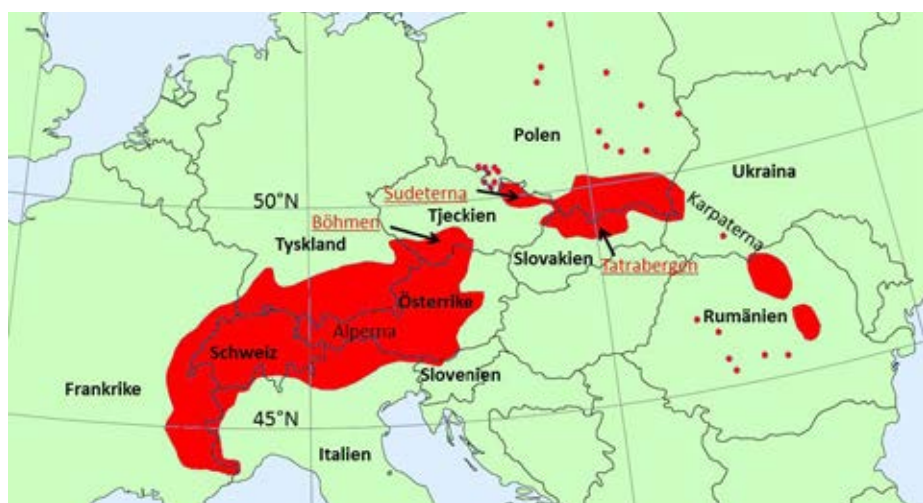 Polen
Ukraina
Sudeterna
50°N
Tjeckien
Karpaterna
Böhmen
Tyskland
Slovakien
Tatrabergen
Österrike
Rumänien
Alperna
Schweiz
Slovenien
Frankrike
45°N
Italien